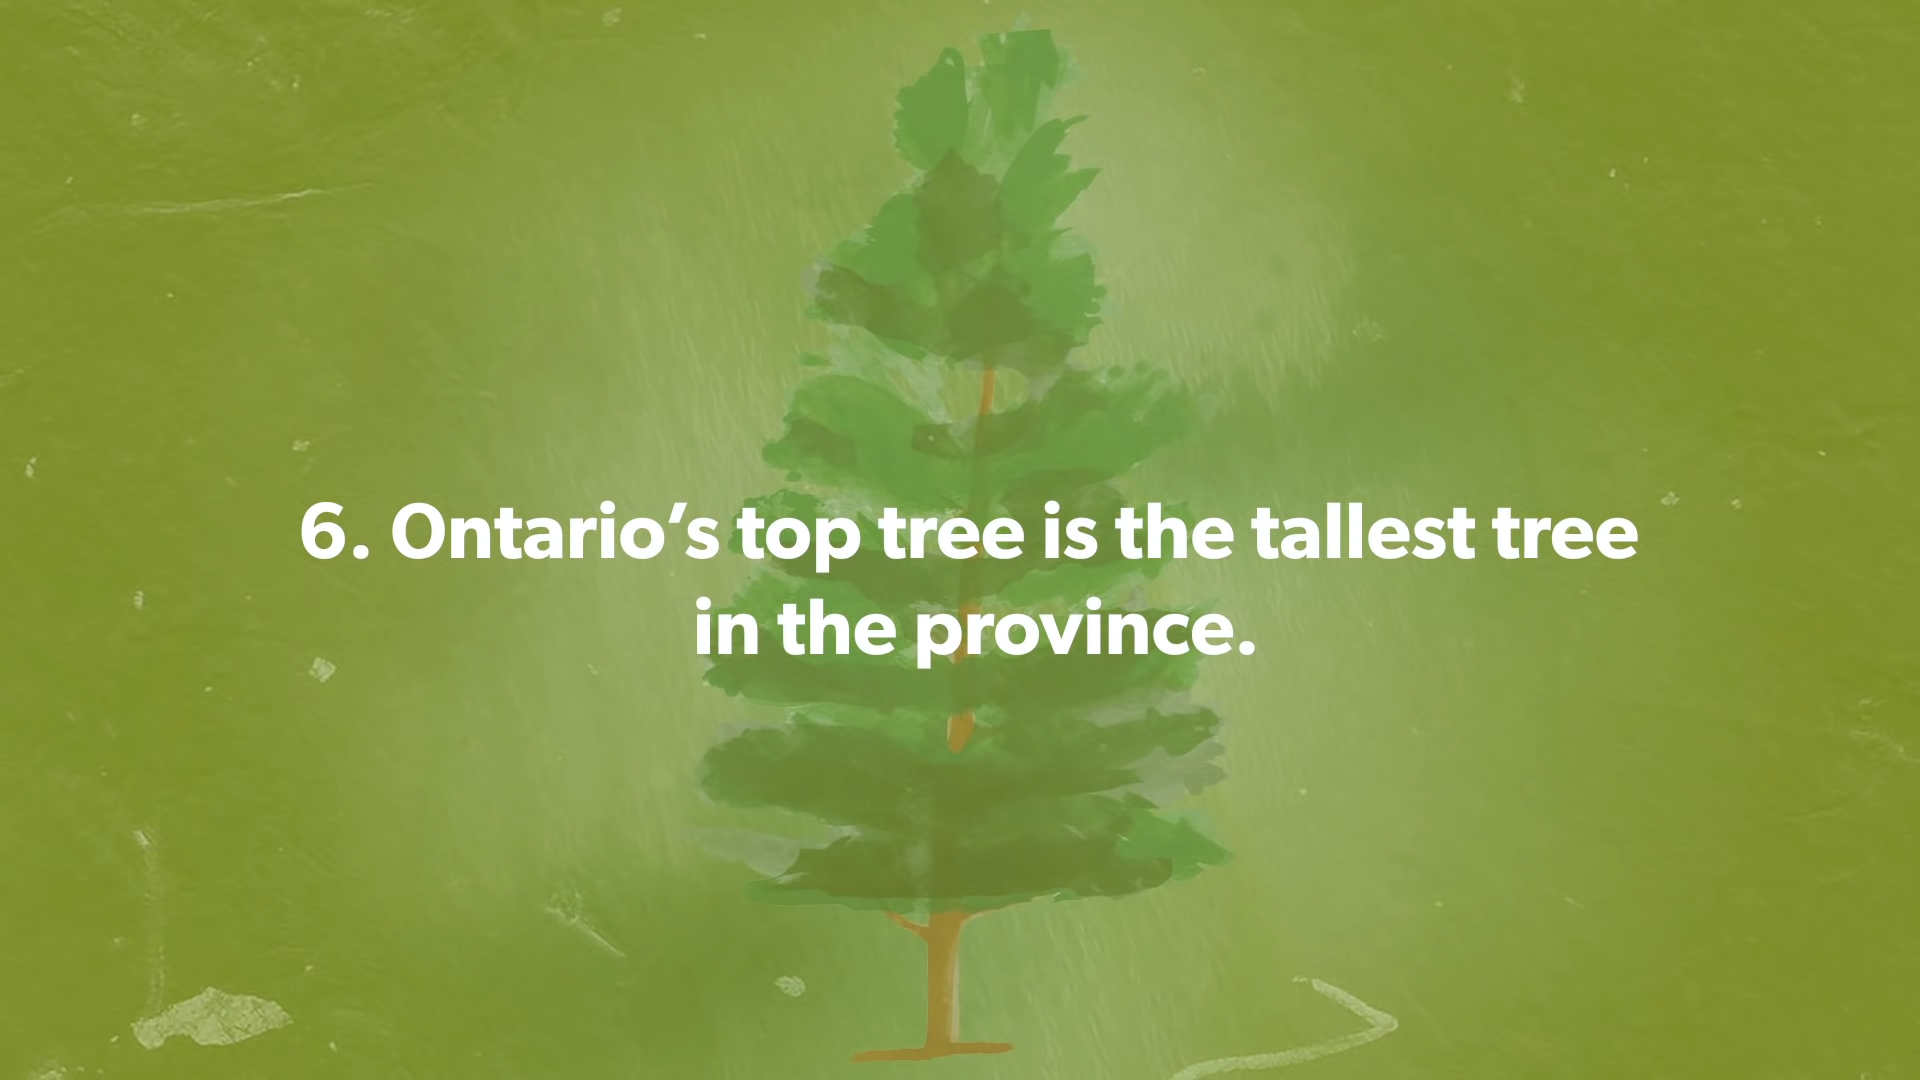 6. Ontario’s top tree is the tallest tree
in the province.